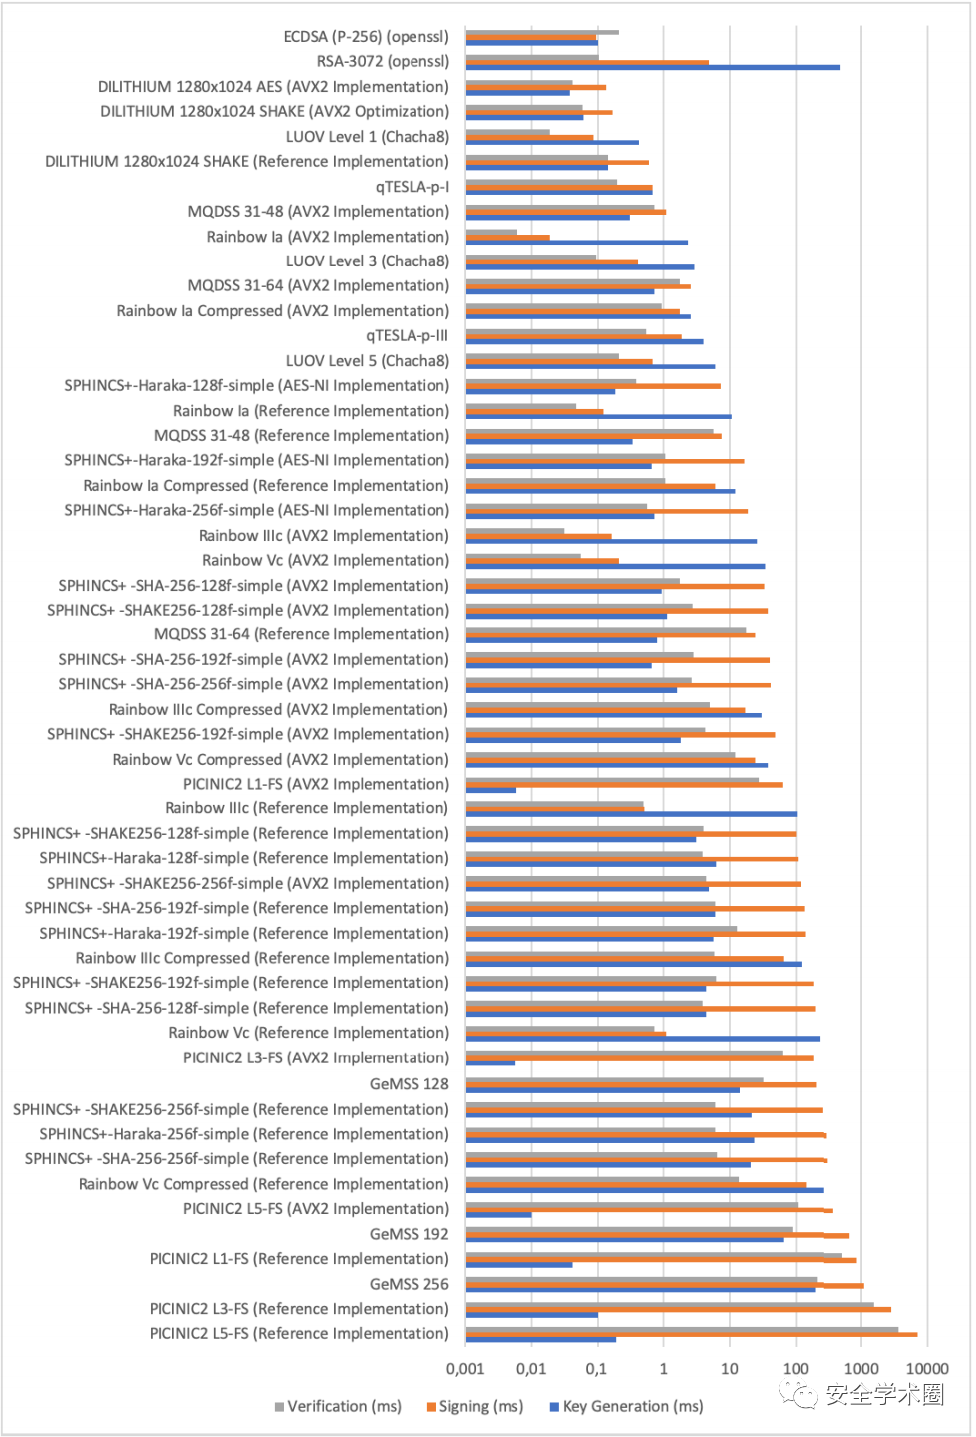 ECDSA (P-256) (openssl)
RSA-3072 (openssl)
DILITHIUM 1280x1024 AES (AVX2 Implementation)
DILITHIUM 1280x1024 SHAKE (AVX2 Optimization)
LUOV Level 1 (Chacha8)
DILITHIUM 1280x1024 SHAKE (Reference Implementation)
qTESLA-p-I
MQDSS 31-48 (AVX2 Implementation)
Rainbow Ia (AVX2 Implementation)
LUOV Level 3 (Chacha8)
MQDSS 31-64 (AVX2 Implementation)
Rainbow Ia Compressed (AVX2 Implementation)
qTESLA-p-III
LUOV Level 5 (Chacha8)
SPHINCS+-Haraka-128f-simple (AES-NI Implementation)
Rainbow Ia (Reference Implementation)
MQDSS 31-48 (Reference Implementation)
SPHINCS+-Haraka-192f-simple (AES-NI Implementation)
Rainbow Ia Compressed (Reference Implementation)
SPHINCS+-Haraka-256f-simple (AES-NI Implementation)
Rainbow IIIc (AVX2 Implementation)
Rainbow Vc (AVX2 Implementation)
SPHINCS+ -SHA-256-128f-simple (AVX2 Implementation)
SPHINCS+ -SHAKE256-128f-simple (AVX2 Implementation)
MQDSS 31-64 (Reference Implementation)
SPHINCS+ -SHA-256-192f-simple (AVX2 Implementation)
SPHINCS+ -SHA-256-256f-simple (AVX2 Implementation)
Rainbow IIIc Compressed (AVX2 Implementation)
SPHINCS+ -SHAKE256-192f-simple (AVX2 Implementation)
Rainbow Vc Compressed (AVX2 Implementation)
PICINIC2 L1-FS (AVX2 Implementation)
Rainbow IIIc (Reference Implementation)
SPHINCS+ -SHAKE256-128f-simple (Reference Implementation)
SPHINCS+-Haraka-128f-simple (Reference Implementation)
SPHINCS+ -SHAKE256-256f-simple (AVX2 Implementation)
SPHINCS+ -SHA-256-192f-simple (Reference Implementation)
SPHINCS+-Haraka-192f-simple (Reference Implementation)
Rainbow IIIc Compressed (Reference Implementation)
SPHINCS+ -SHAKE256-192f-simple (Reference Implementation)
SPHINCS+ -SHA-256-128f-simple (Reference Implementation)
Rainbow Vc (Reference Implementation)
PICINIC2 L3-FS (AVX2 Implementation)
GeMSS 128
SPHINCS+ -SHAKE256-256f-simple (Reference Implementation)
SPHINCS+-Haraka-256f-simple (Reference Implementation)
SPHINCS+ -SHA-256-256f-simple (Reference Implementation)
Rainbow Vc Compressed (Reference Implementation)
PICINIC2 L5-FS (AVX2 Implementation)
GeMSS 192
PICINIC2 L1-FS (Reference Implementation)
GeMSS 256
PICINIC2 L3-FS (Reference Implementation)
PICINIC2 L5-FS (Reference Implementation)
0,001 0,01 0,1 1 10 100 1000 10000
Verification (ms) Signing (ms) Key Generation (ms)
安全学术圈